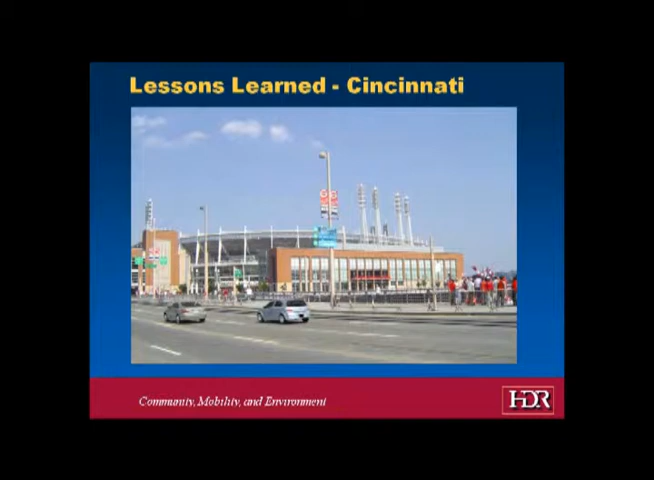 Lessons Learned - Cincinnati
Community, Mobility, and Environment
HDR